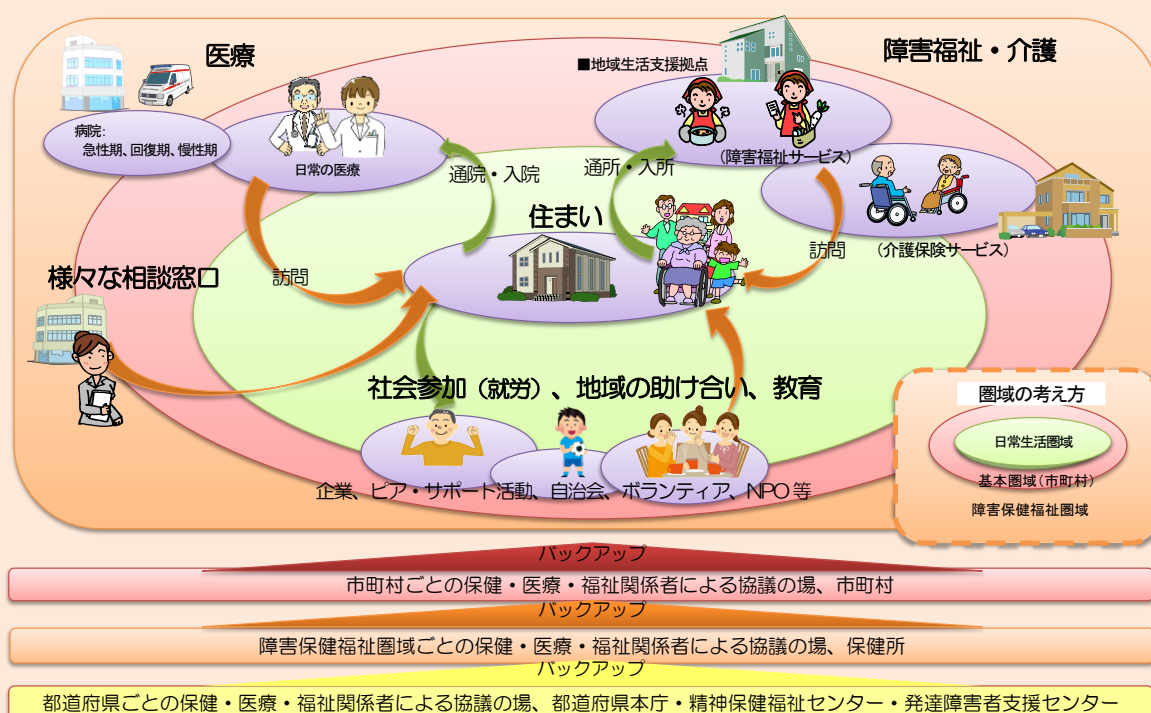 医療
障害福祉・介護
■地域生活支援拠点
病院:
急性期、回復期、慢性期
日常の医療
(障害福祉サービス)
通院・入院
通所・入所
住まい
訪問
(介護保険サービス)
様々な相談窓口
訪問
社会参加(就労)、地域の助け合い、教育
圏域の考え方
日常生活圏域
基本圏域(市町村)
障害保健福祉圏域
企業、ピア・サポート活動、自治会、ボランティア、NPO等
バックアップ
市町村ごとの保健・医療・福祉関係者による協議の場、市町村
バックアップ
障害保健福祉圏域ごとの保健・医療・福祉関係者による協議の場、保健所
バックアップ
都道府県ごとの保健・医療・福祉関係者による協議の場、都道府県本庁・精神保健福祉センター・発達障害者支援センター